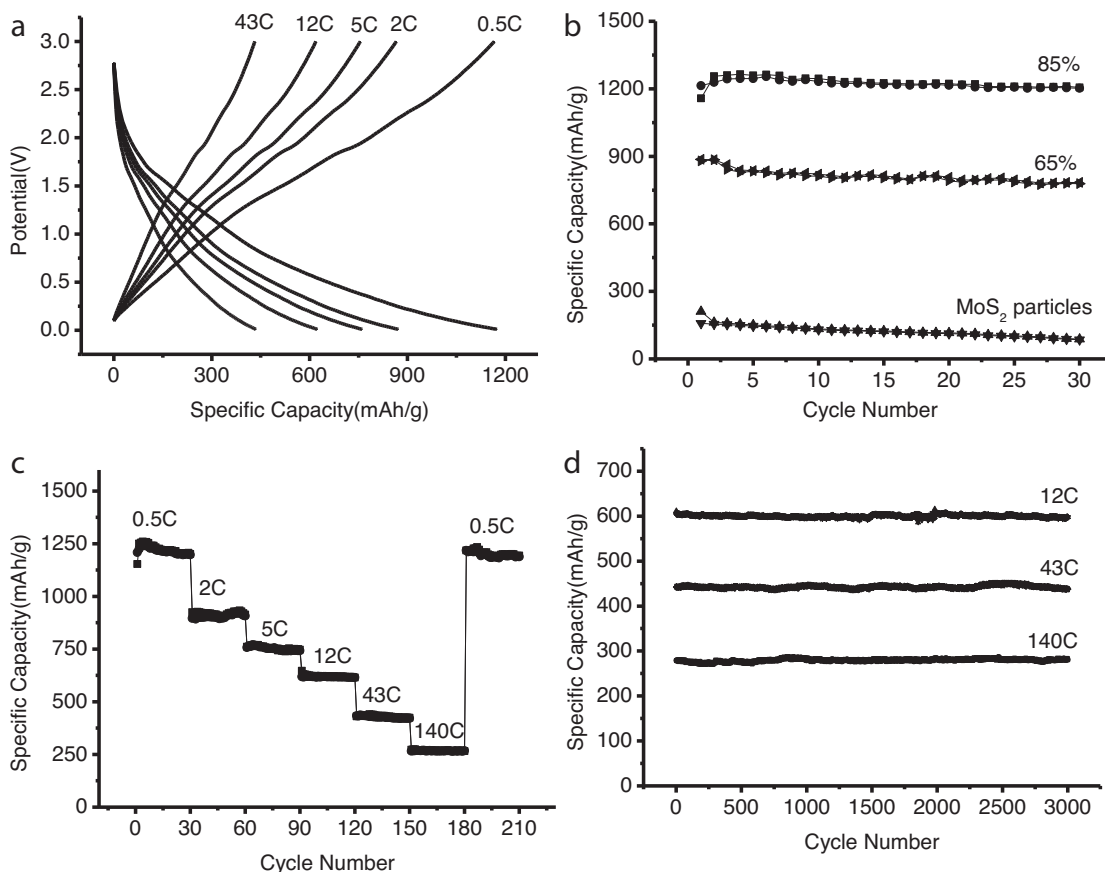 a
43C 12C 5C 2C 0.5C
3.0
2.5
2.0
1.5
1.0
0.5
0.0
Potential(V)
0 300 600 900 1200
Specific Capacity(mAh/g)
b
1500
1200
900
600
300
0
Specific Capacity(mAh/g)
85%
65%
MoS₂ particles
0 5 10 15 20 25 30
Cycle Number
c
1500
1250
1000
750
500
250
0
Specific Capacity(mAh/g)
0.5C
2C
5C
12C
43C
140C
0.5C
0 30 60 90 120 150 180 210
Cycle Number
d
700
600
500
400
300
200
100
0
Specific Capacity(mAh/g)
12C
43C
140C
0 500 1000 1500 2000 2500 3000
Cycle Number